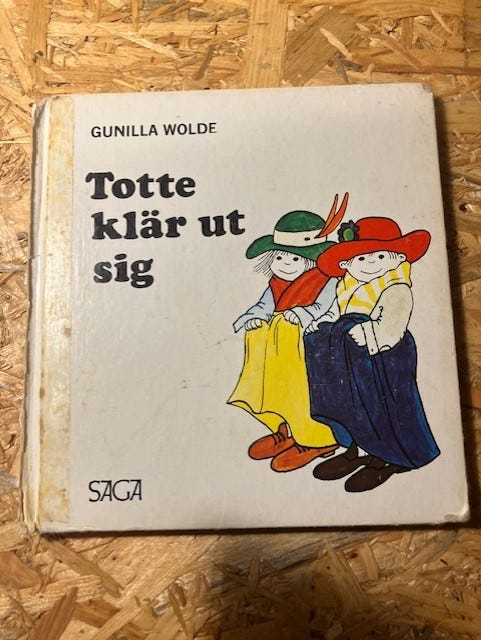 GUNILLA WOLDE
Totte
klär ut
sig
SAGA